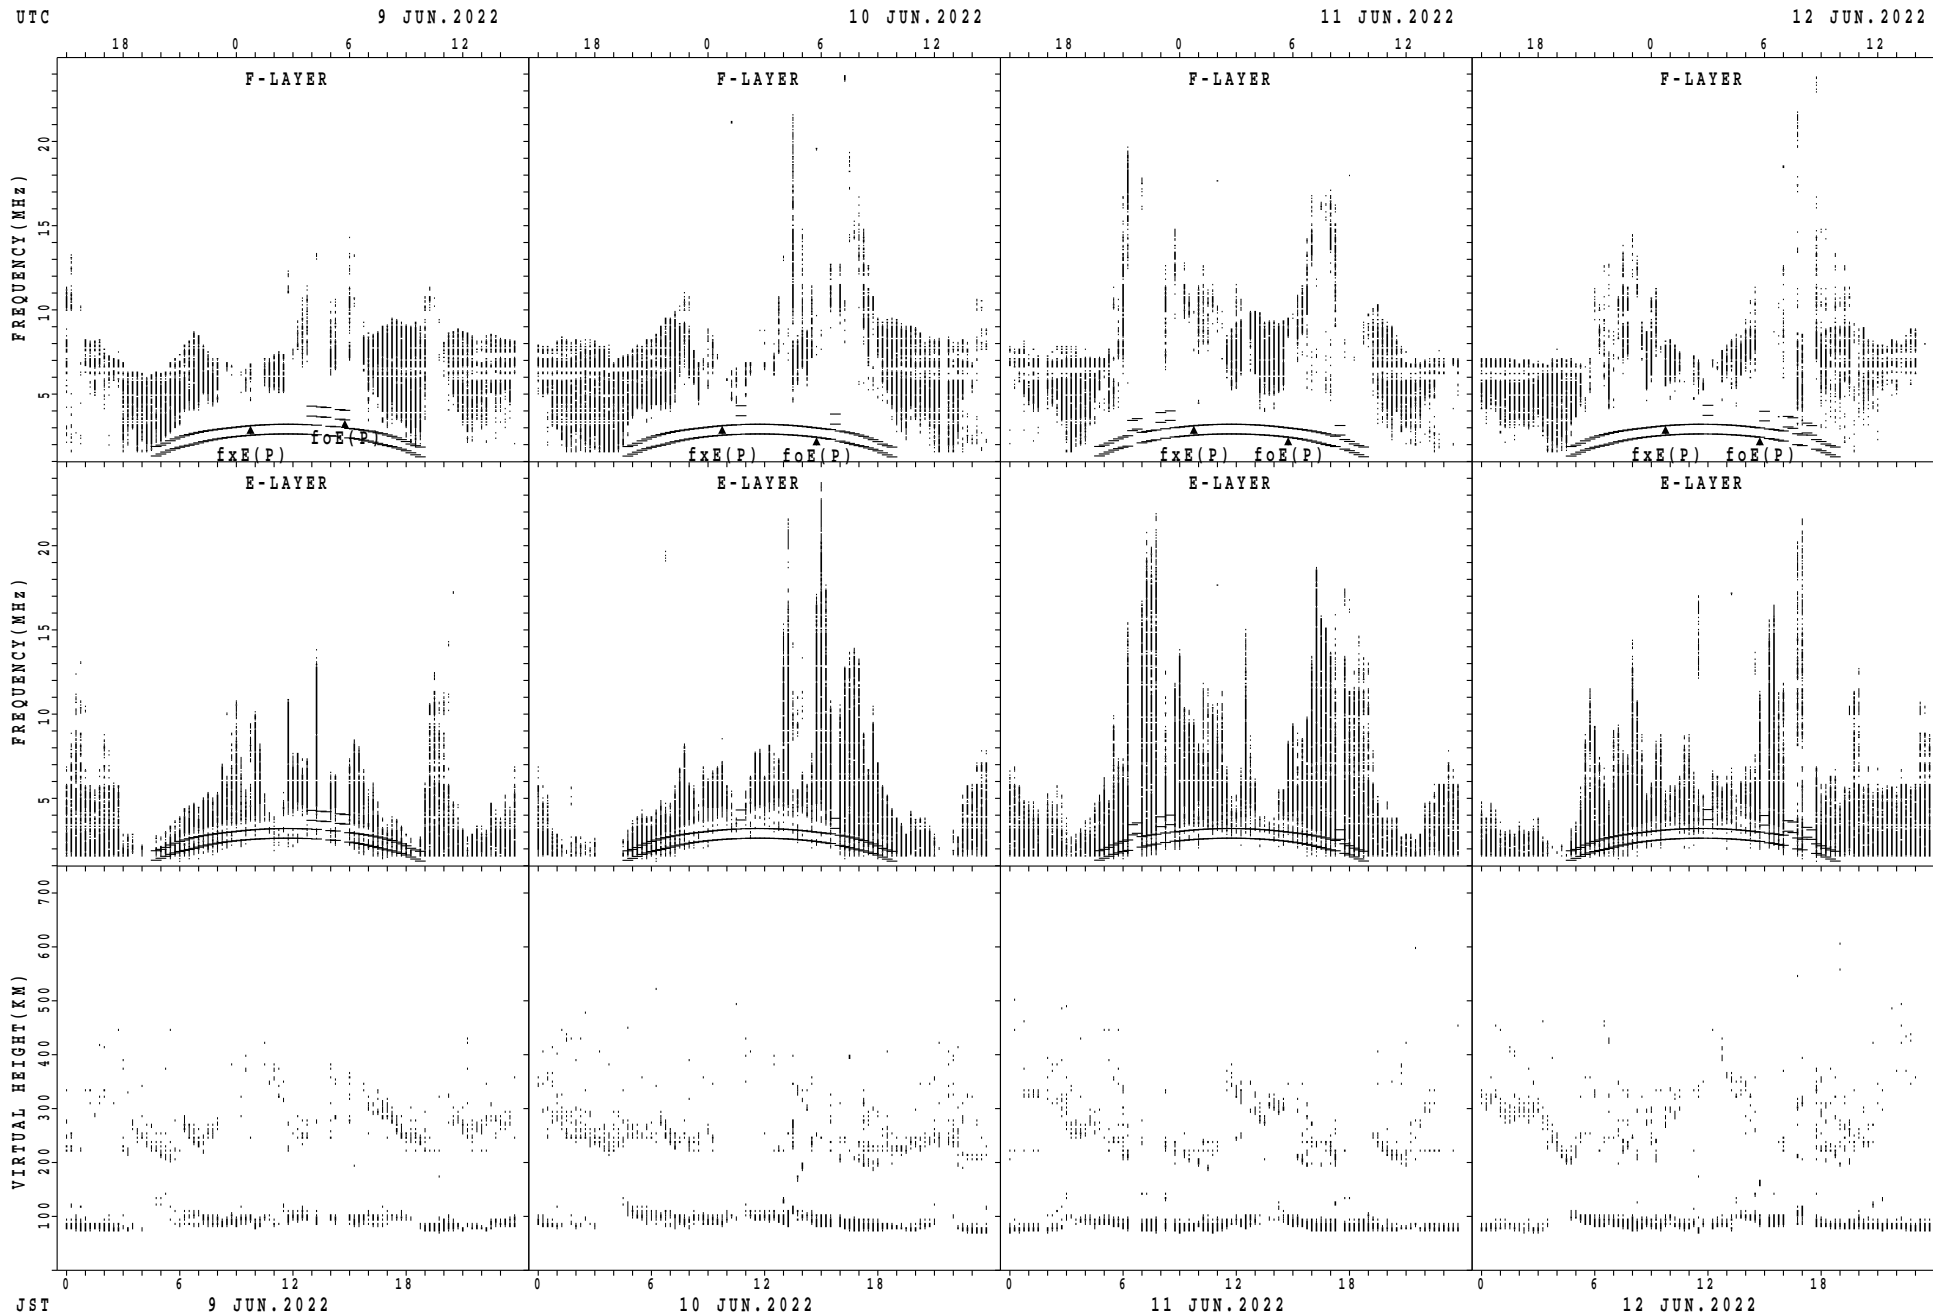 UTC 9 JUN.2022 10 JUN.2022 11 JUN.2022 12 JUN.2022
18 0 6 12 18 0 6 12 18 0 6 12 18 0 6 12
F-LAYER F-LAYER F-LAYER F-LAYER
FREQUENCY(MHz)
20
15
10
5
foE(P)
fxE(P) fxE(P) foE(P) fxE(P) foE(P) fxE(P) foE(P)
E-LAYER E-LAYER E-LAYER E-LAYER
FREQUENCY(MHz)
20
15
10
5
VIRTUAL HEIGHT(KM)
700
600
500
400
300
200
100
0 6 12 18 0 6 12 18 0 6 12 18 0 6 12 18
JST 9 JUN.2022 10 JUN.2022 11 JUN.2022 12 JUN.2022